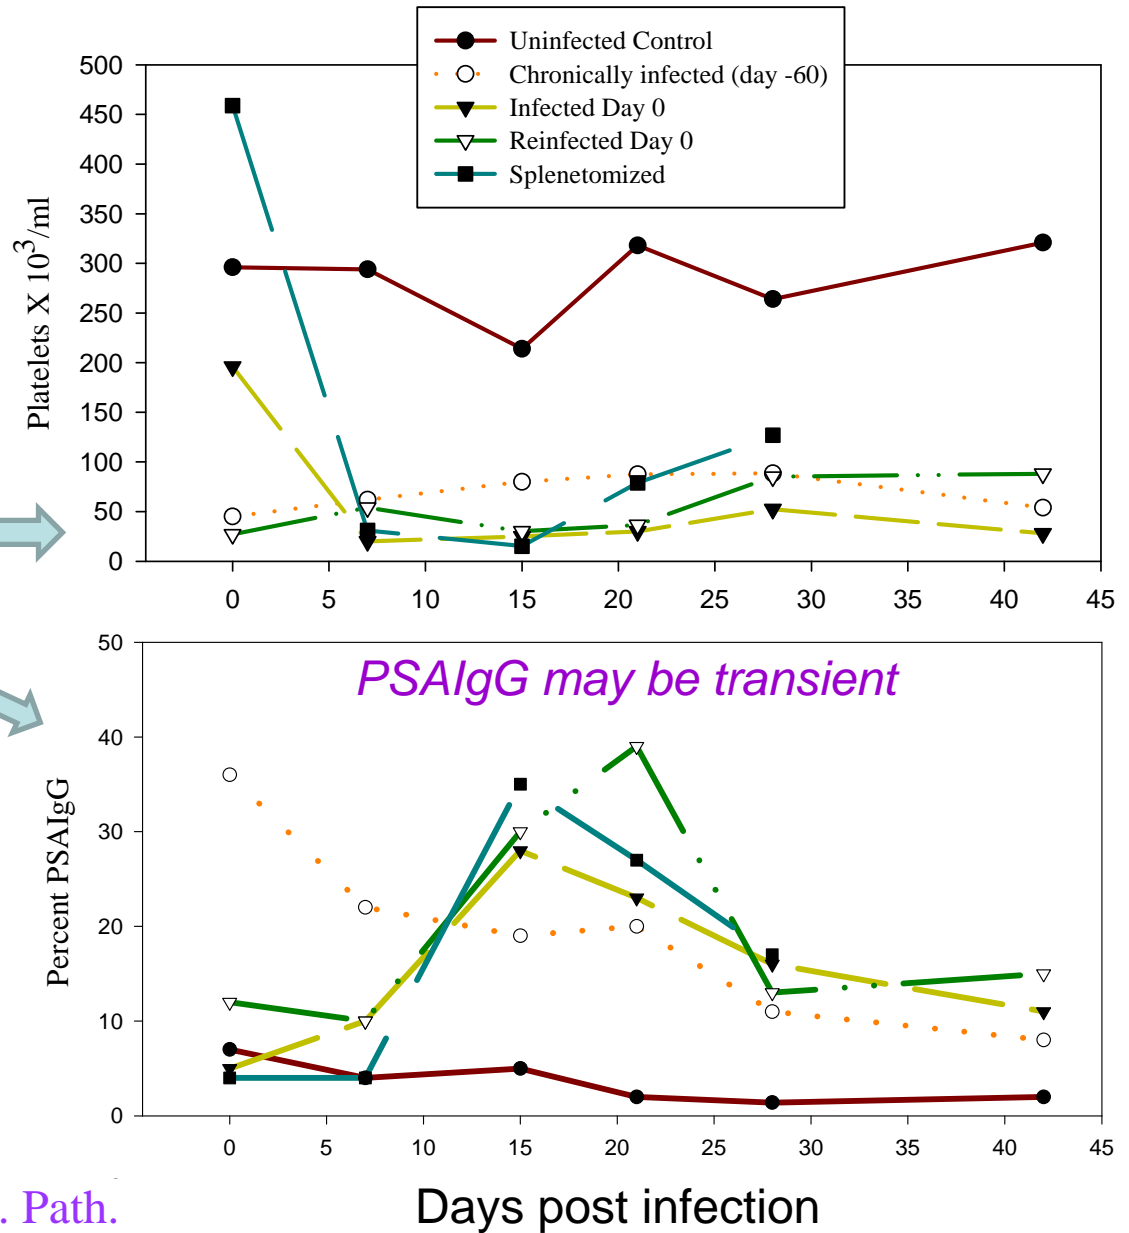 Uninfected Control
Chronically infected (day -60)
Infected Day 0
Reinfected Day 0
Splenetomized
Platelets X 10³/ml
500
450
400
350
300
250
200
150
100
50
0
0 5 10 15 20 25 30 35 40 45
PSAIgG may be transient
Percent PSAIgG
50
40
30
20
10
0
0 5 10 15 20 25 30 35 40 45
. Path.
Days post infection